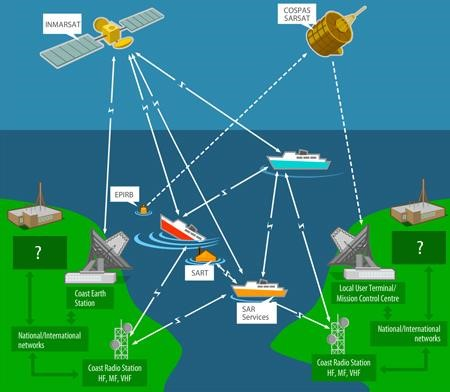 INMARSAT
COSPAS
SARSAT
EPIRB
SART
SAR
Services
?
?
Coast Earth
Station
Local User Terminal/
Mission Control Centre
National/International
networks
National/International
networks
Coast Radio Station
HF, MF, VHF
Coast Radio Station
HF, MF, VHF